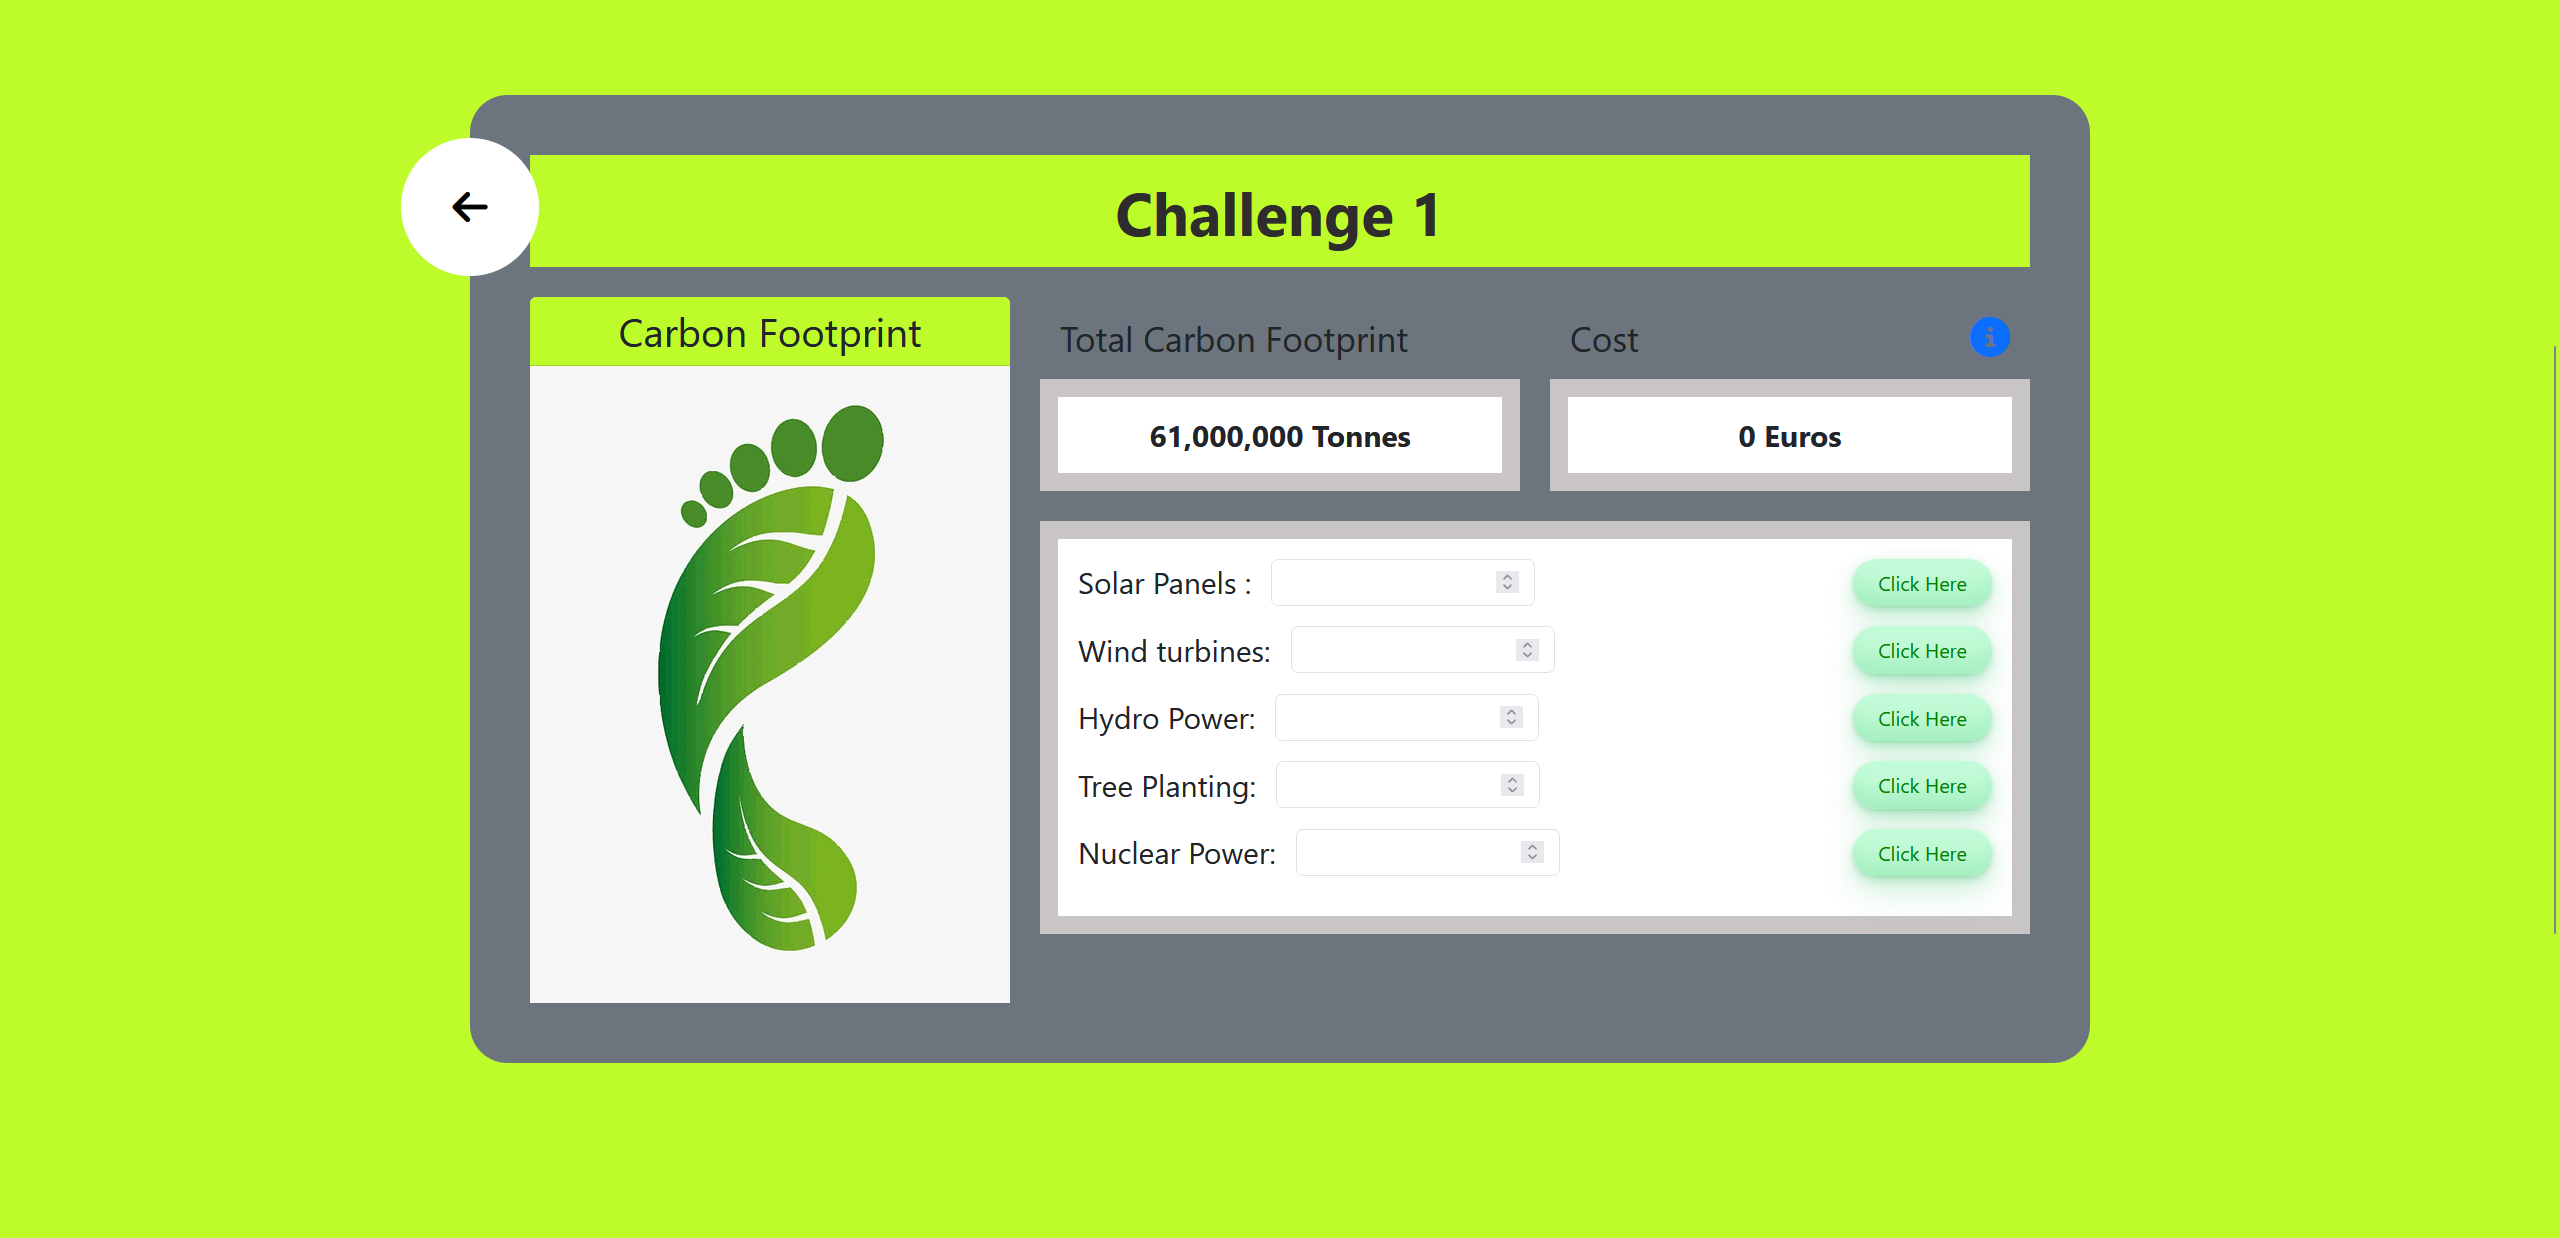 Challenge 1
Carbon Footprint
Total Carbon Footprint
Cost
61,000,000 Tonnes
0 Euros
Solar Panels :
Click Here
Wind turbines:
Click Here
Hydro Power:
Click Here
Tree Planting:
Click Here
Nuclear Power:
Click Here